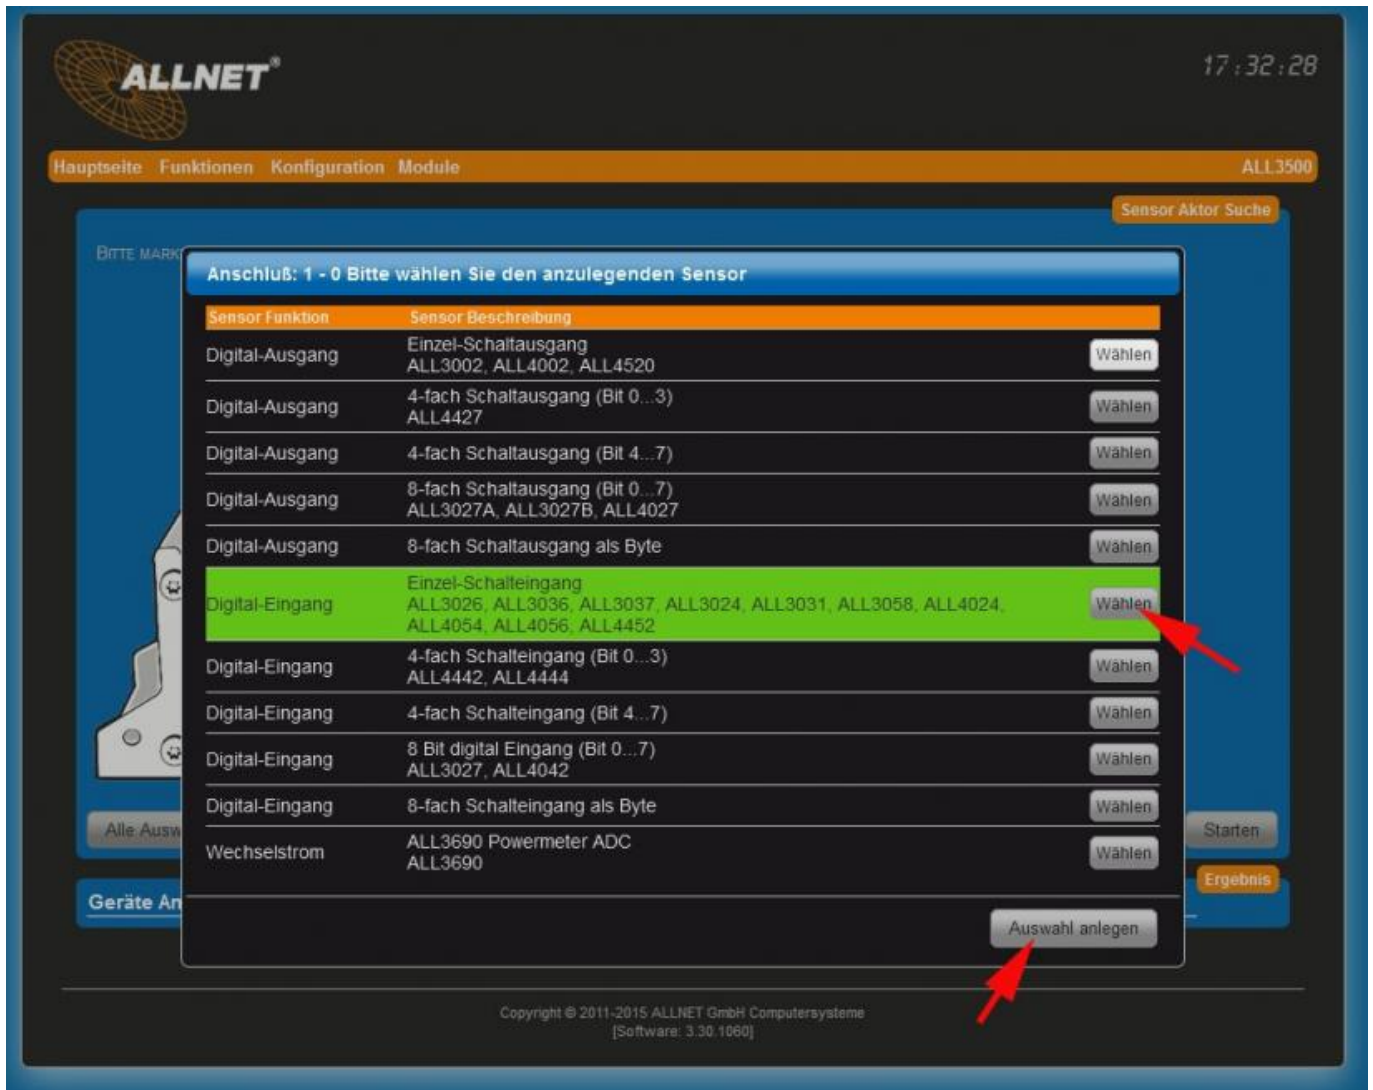 ALLNET®
17:32:28
Hauptseite Funktionen Konfiguration Module ALL3500
Sensor Aktor Suche
BITTE
Anschluß: 1 - 0 Bitte wählen Sie den anzulegenden Sensor
Sensor Funktion Sensor Beschreibung
Digital-Ausgang Einzel-Schaltausgang Wählen
ALL3002, ALL4002, ALL4520
Digital-Ausgang 4-fach Schaltausgang (Bit 0...3) Wählen
ALL4427
Digital-Ausgang 4-fach Schaltausgang (Bit 4...7) Wählen
Digital-Ausgang 8-fach Schaltausgang (Bit 0...7) Wählen
ALL3027A, ALL3027B, ALL4027
Digital-Ausgang 8-fach Schaltausgang als Byte Wählen
Digital-Eingang Einzel-Schalteingang Wählen
ALL3026, ALL3036, ALL3037, ALL3024, ALL3031, ALL3058, ALL4024,
ALL4054, ALL4056, ALL4452
Digital-Eingang 4-fach Schalteingang (Bit 0...3) Wählen
ALL4442, ALL4444
Digital-Eingang 4-fach Schalteingang (Bit 4...7) Wählen
Digital-Eingang 8 Bit digital Eingang (Bit 0...7) Wählen
ALL3027, ALL4042
Digital-Eingang 8-fach Schalteingang als Byte Wählen
Wechselstrom ALL3690 Powermeter ADC Wählen
ALL3690
Alle Ausw Starten
Ergebnis
Geräte An
Auswahl anlegen
Copyright © 2011-2015 ALLNET GmbH Computersysteme
[Software: 3.30.1060]